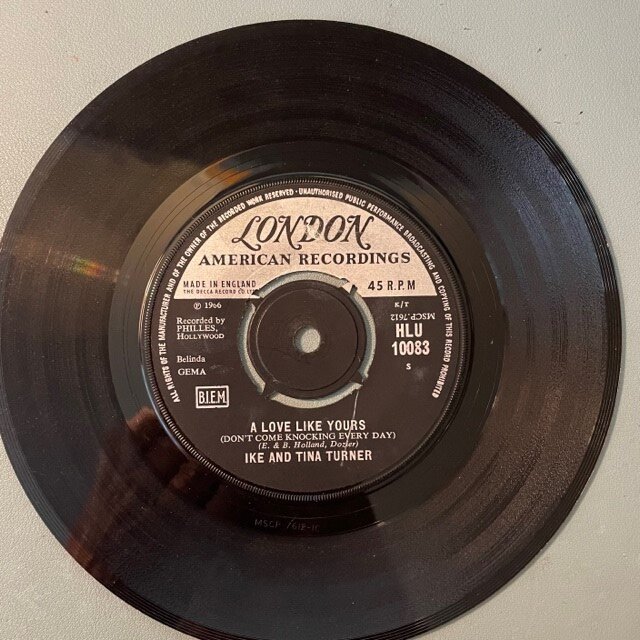 ALL RIGHTS OF THE MANUFACTURER AND OF THE OWNER OF THE RECORDED WORK RESERVED · UNAUTHORISED PUBLIC PERFORMANCE BROADCASTING AND COPYING OF THIS RECORD PROHIBITED
LONDON
AMERICAN RECORDINGS
MADE IN ENGLAND
THE DECCA RECORD CO. LTD
45 R.P.M
℗ 1966
K/T
Recorded by
PHILLES,
HOLLYWOOD
MSCP.7612
HLU
10083
Belinda
GEMA
S
B.I.E.M
A LOVE LIKE YOURS
(DON'T COME KNOCKING EVERY DAY)
(E. & B. Holland, Dozier)
IKE AND TINA TURNER